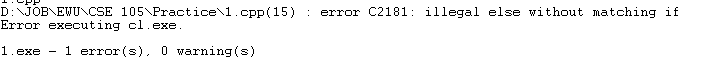 1.cpp
D:\JOB\EWU\CSE 105\Practice\1.cpp(15) : error C2181: illegal else without matching if
Error executing cl.exe.
1.exe - 1 error(s), 0 warning(s)